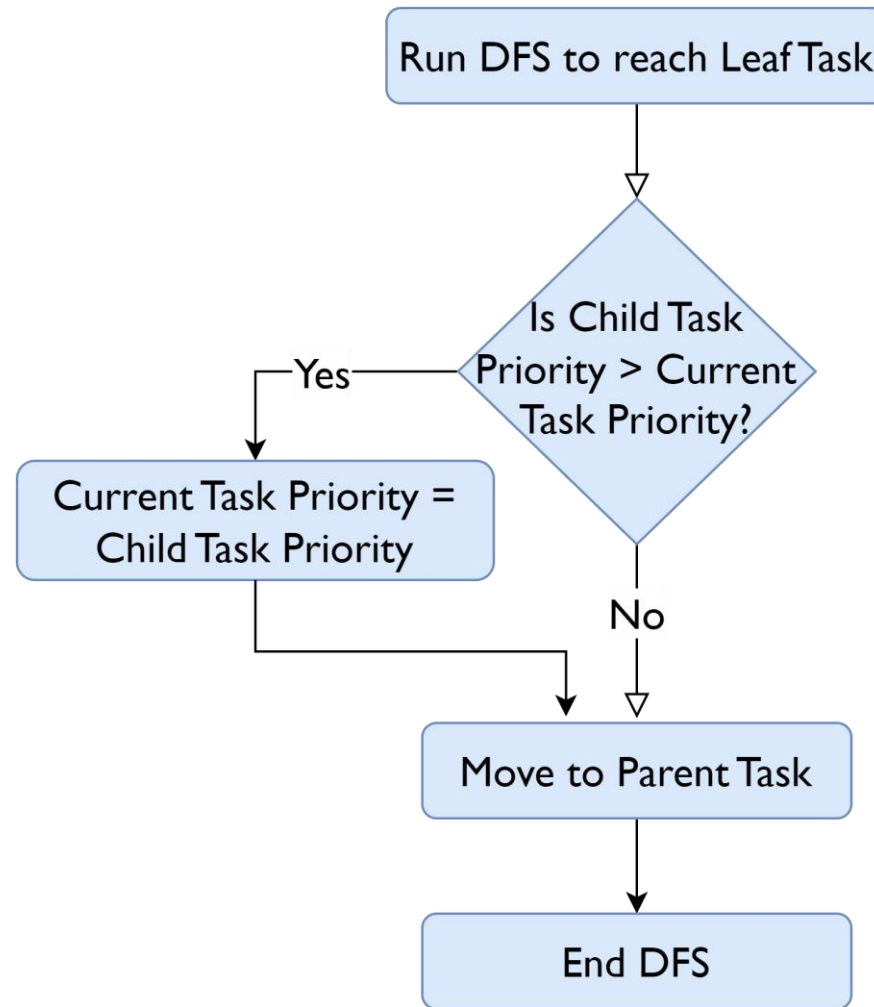 Run DFS to reach Leaf Task
Is Child Task
Priority > Current
Task Priority?
Yes
Current Task Priority =
Child Task Priority
No
Move to Parent Task
End DFS